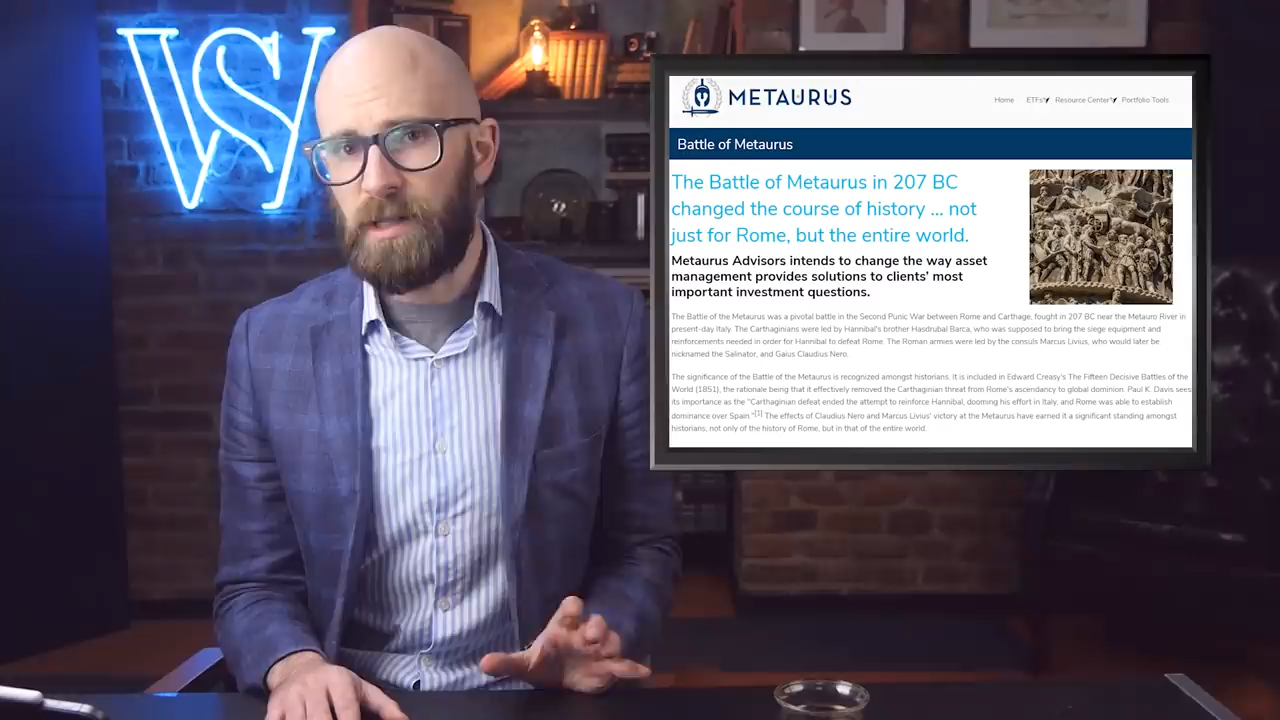 WS
METAURUS
Home ETFs Resource Center Portfolio Tools
Battle of Metaurus
The Battle of Metaurus in 207 BC
changed the course of history ... not
just for Rome, but the entire world.
Metaurus Advisors intends to change the way asset
management provides solutions to clients' most
important investment questions.
The Battle of the Metaurus was a pivotal battle in the Second Punic War between Rome and Carthage, fought in 207 BC near the Metauro River in
present-day Italy. The Carthaginians were led by Hannibal's brother Hasdrubal Barca, who was supposed to bring the siege equipment and
reinforcements needed in order for Hannibal to defeat Rome. The Roman armies were led by the consuls Marcus Livius, who would later be
nicknamed the Salinator, and Gaius Claudius Nero.
The significance of the Battle of the Metaurus is recognized amongst historians. It is included in Edward Creasy's The Fifteen Decisive Battles of the
World (1851), the rationale being that it effectively removed the Carthaginian threat from Rome's ascendancy to global dominion. Paul K. Davis sees
its importance as the "Carthaginian defeat ended the attempt to reinforce Hannibal, dooming his effort in Italy, and Rome was able to establish
dominance over Spain."[1] The effects of Claudius Nero and Marcus Livius' victory at the Metaurus have earned it a significant standing amongst
historians, not only of the history of Rome, but in that of the entire world.